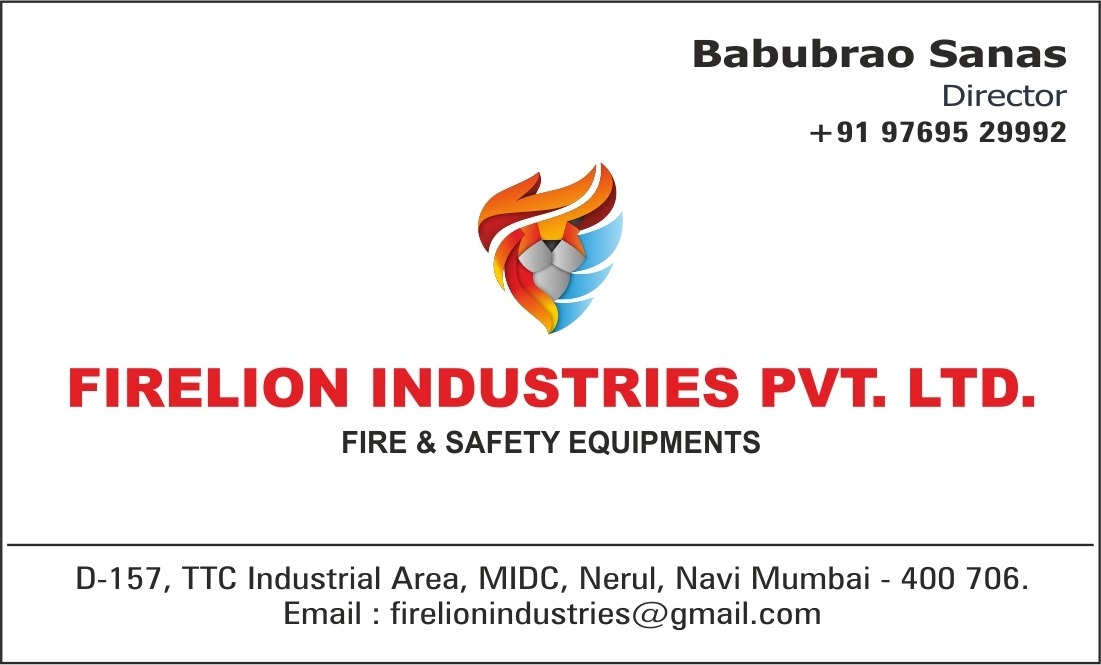 Babubrao Sanas
Director
+91 97695 29992
FIRELION INDUSTRIES PVT. LTD.
FIRE & SAFETY EQUIPMENTS
D-157, TTC Industrial Area, MIDC, Nerul, Navi Mumbai - 400 706.
Email : firelionindustries@gmail.com